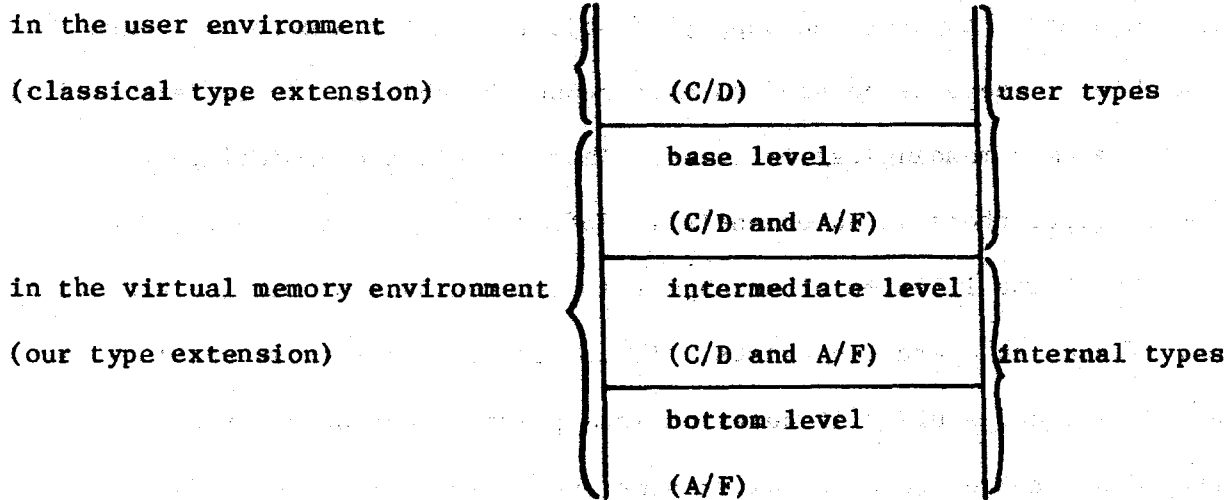 in the user environment
(classical type extension) (C/D) user types
base level
(C/D and A/F)
in the virtual memory environment intermediate level
(our type extension) (C/D and A/F) internal types
bottom level
(A/F)